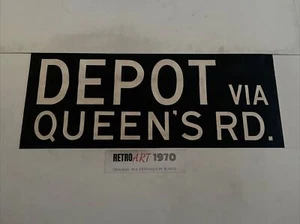 DEPOT VIA
QUEEN'S RD.
RETRO ART 1970